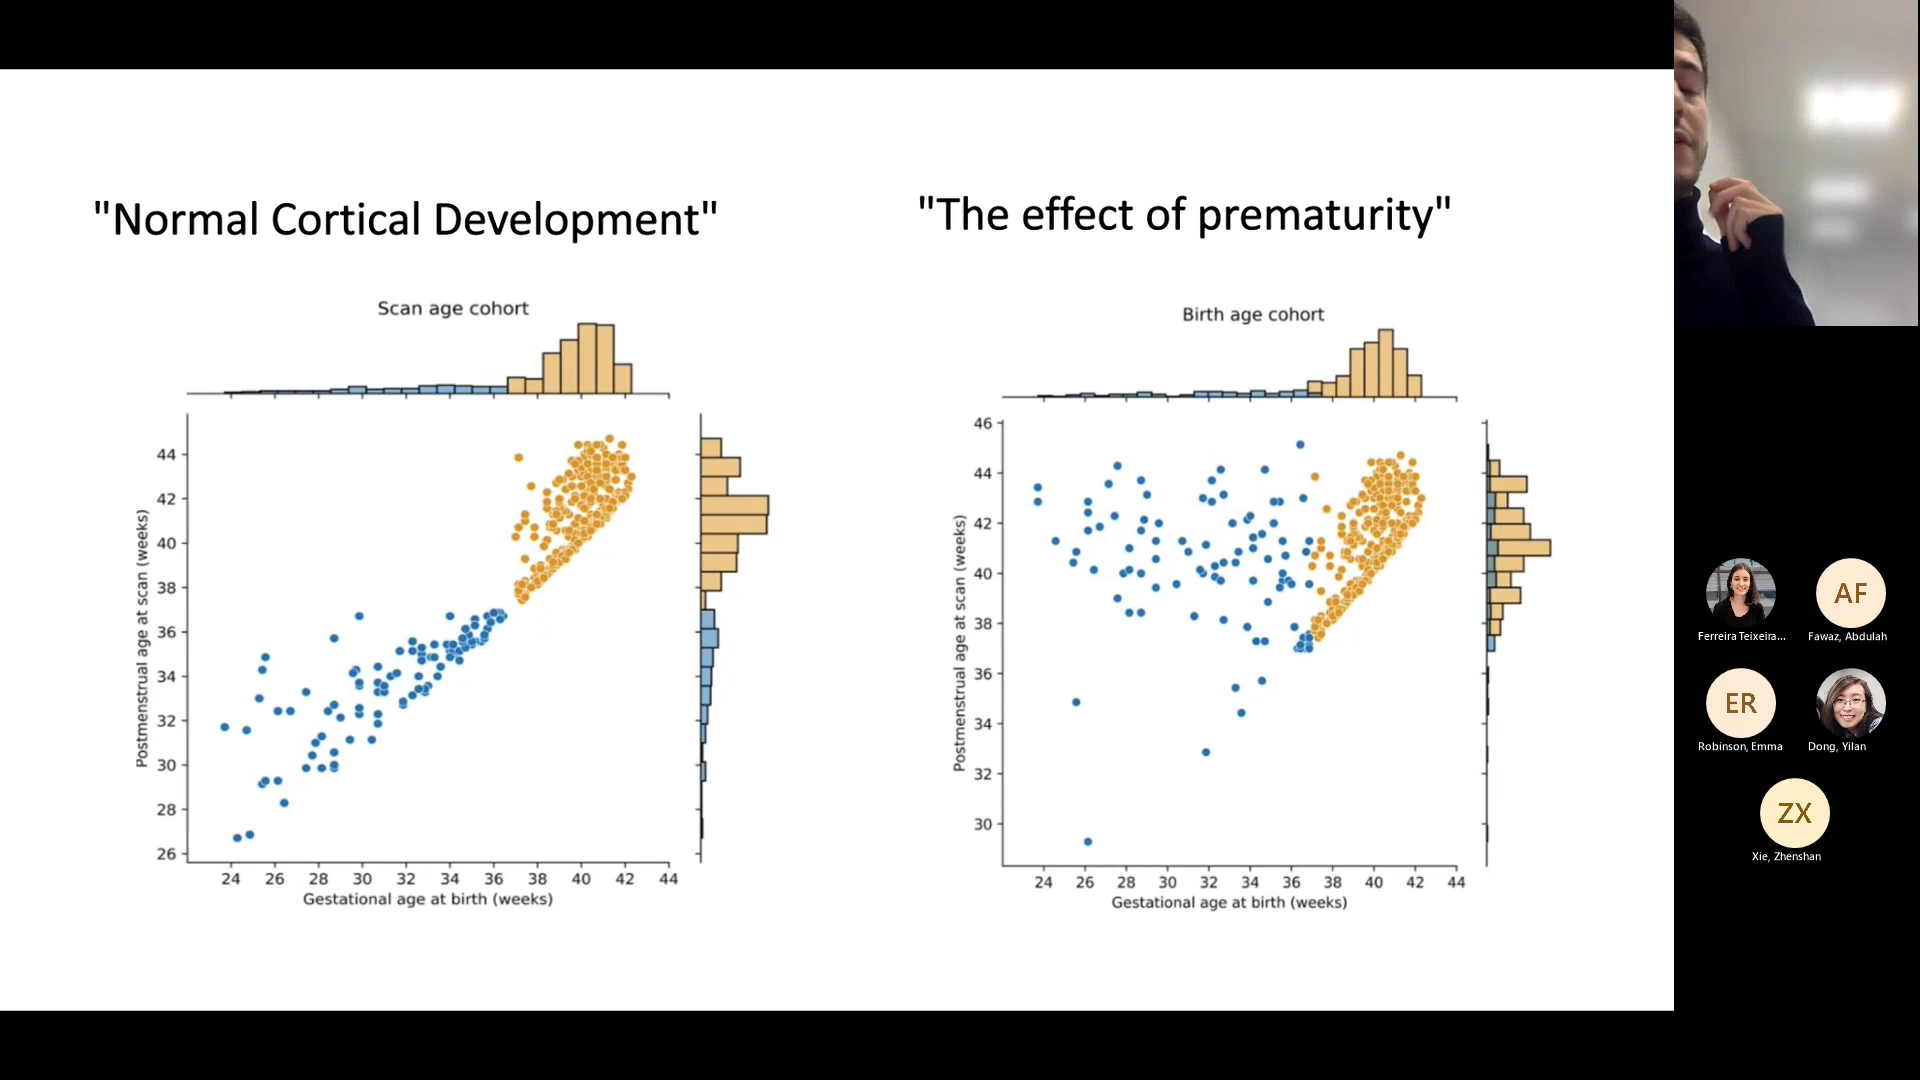 "Normal Cortical Development"
"The effect of prematurity"
Scan age cohort
Postmenstrual age at scan (weeks)
44
42
40
38
36
34
32
30
28
26
24 26 28 30 32 34 36 38 40 42 44
Gestational age at birth (weeks)
Birth age cohort
Postmenstrual age at scan (weeks)
46
44
42
40
38
36
34
32
30
24 26 28 30 32 34 36 38 40 42 44
Gestational age at birth (weeks)
Ferreira Teixeira...
AF
Fawaz, Abdulah
ER
Robinson, Emma
Dong, Yilan
ZX
Xie, Zhenshan